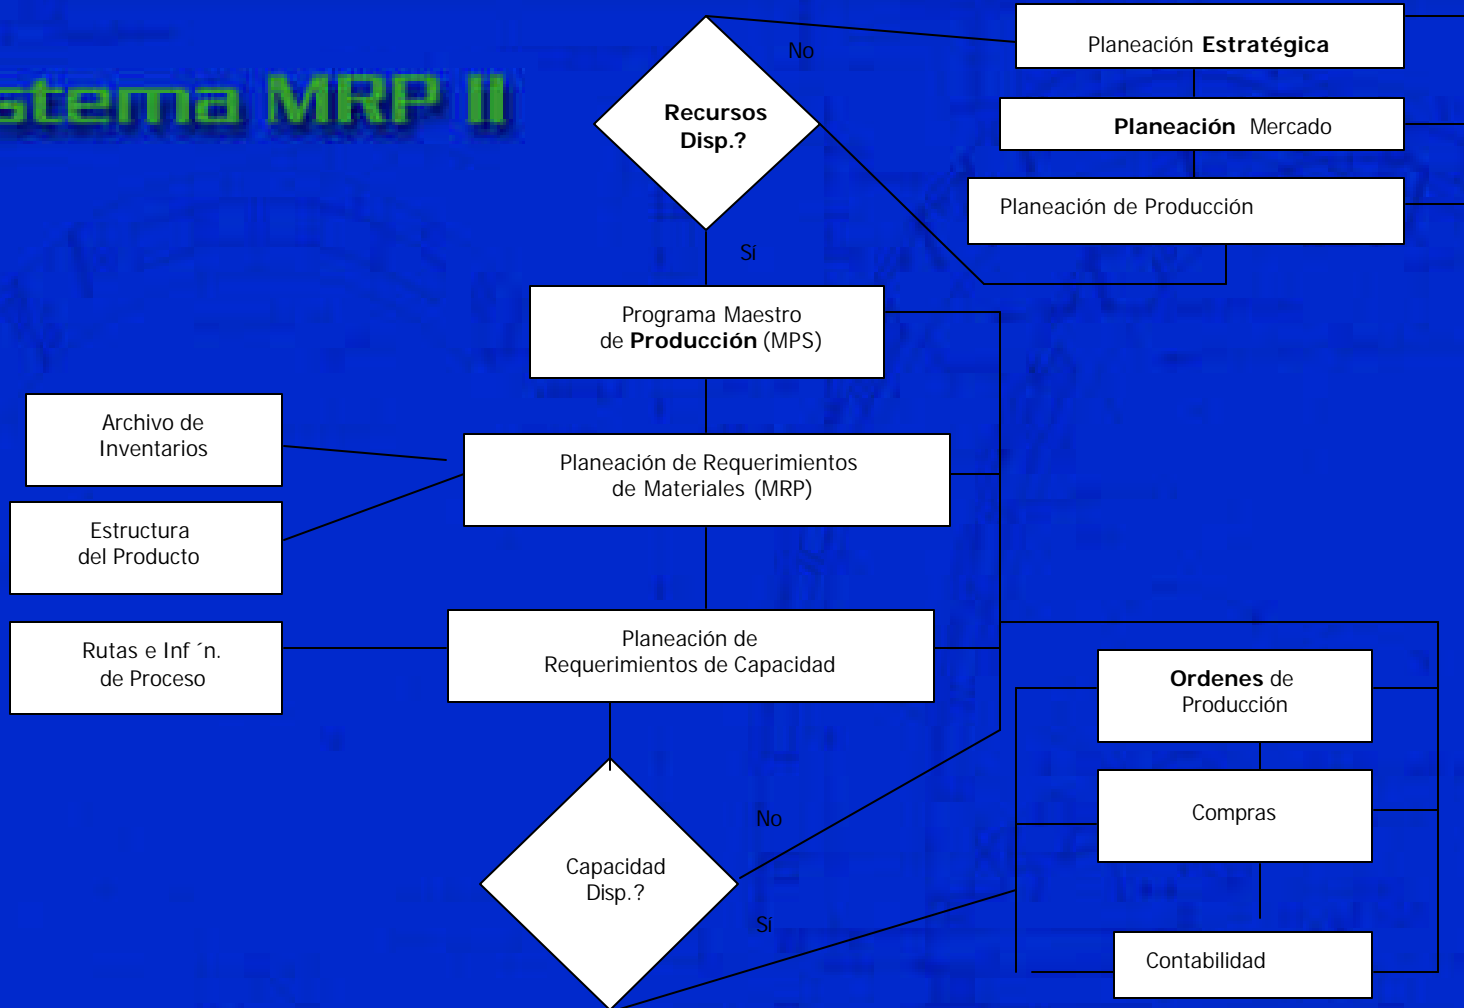 stema MRP II
No
Planeación Estratégica
Planeación Mercado
Planeación de Producción
Recursos
Disp.?
Sí
Programa Maestro
de Producción (MPS)
Archivo de
Inventarios
Planeación de Requerimientos
de Materiales (MRP)
Estructura
del Producto
Rutas e Inf ´n.
de Proceso
Planeación de
Requerimientos de Capacidad
Ordenes de
Producción
Compras
Contabilidad
Capacidad
Disp.?
No
Sí